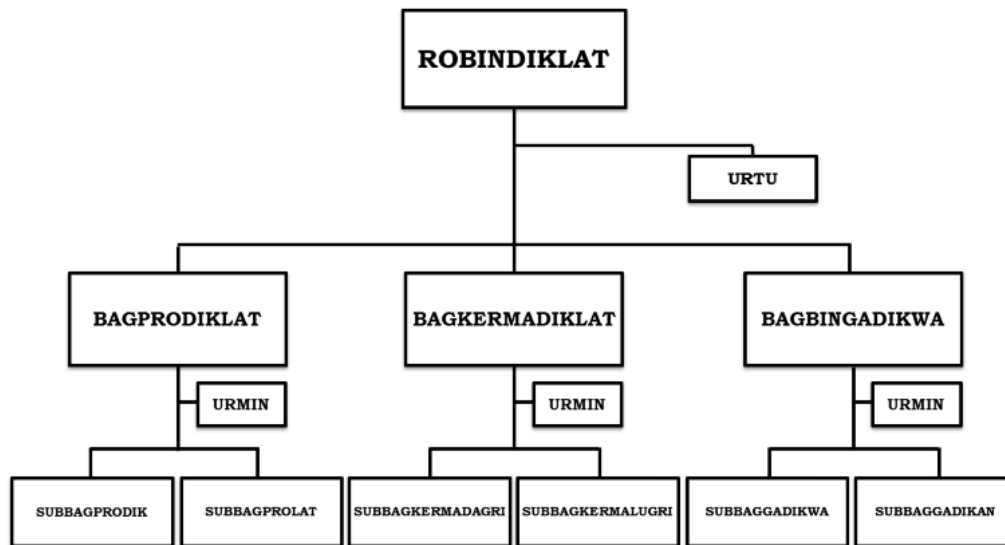 ROBINDIKLAT
URTU
BAGPRODIKLAT
BAGKERMADIKLAT
BAGBINGADIKWA
URMIN
URMIN
URMIN
SUBBAGPRODIK
SUBBAGPROLAT
SUBBAGKERMADAGRI
SUBBAGKERMALUGRI
SUBBAGGADIKWA
SUBBAGGADIKAN